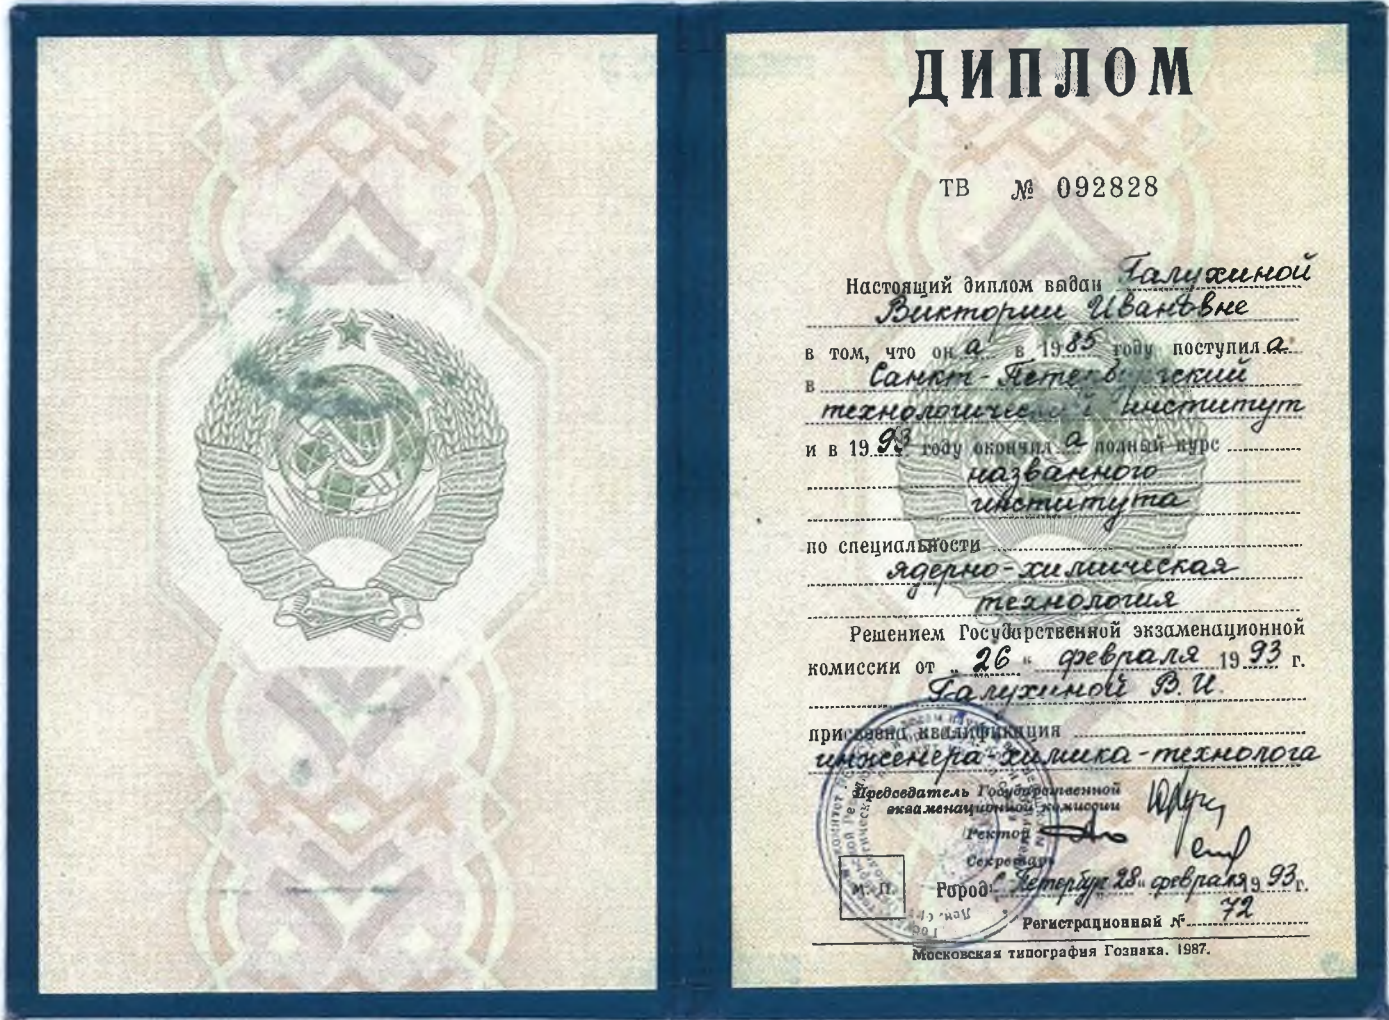 ДИПЛОМ
ТВ № 092828
Настоящий диплом выдан Галухиной
Виктории Ивановне
в том, что он а в 1985 году поступил а
в Санкт-Петербургский
технологический институт
и в 1993 году окончил а полный курс
названного
института
по специальности
ядерно-химическая
технология
Решением Государственной экзаменационной
комиссии от „26“ февраля 1993 г.
Галухиной В.И.
присвоена квалификация
инженера-химика-технолога
Председатель Государственной
экзаменационной комиссии
Ректор
Секретарь
М. П.
Город С. Петербург „28“ февраля 1993 г.
Регистрационный № 72
Московская типография Гознака. 1987.